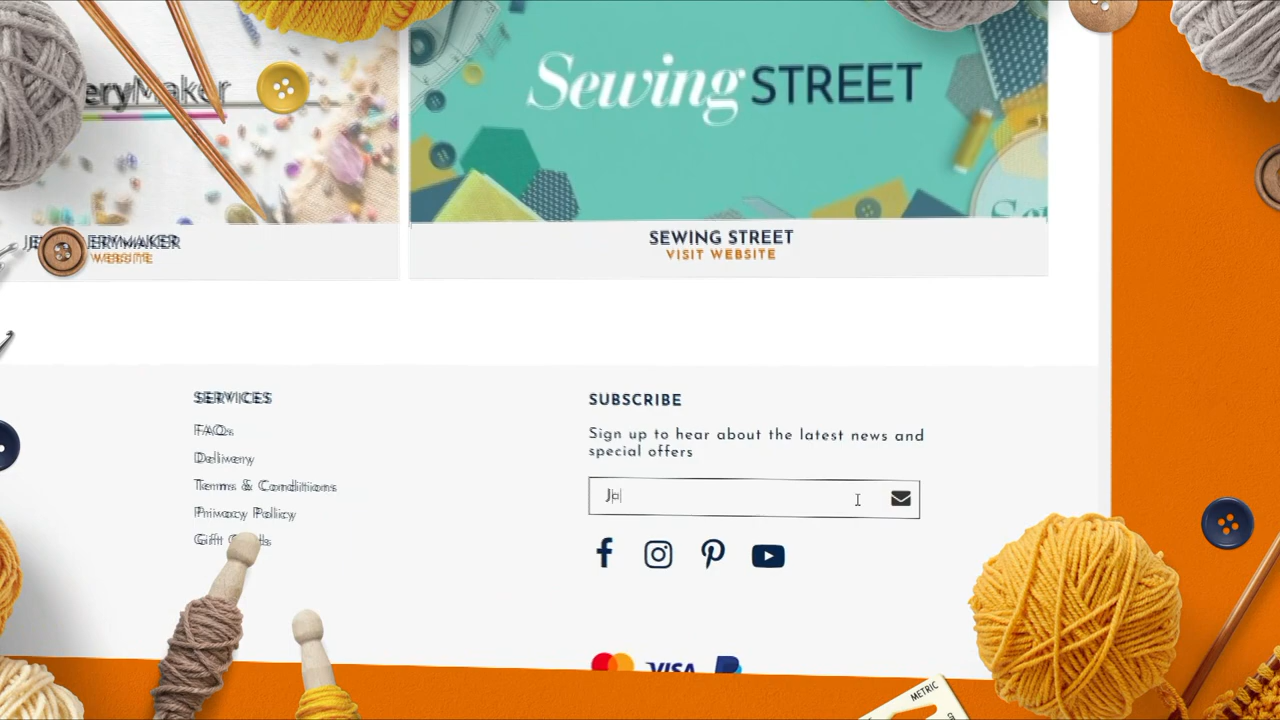 eryMaker
Sewing STREET
JEWELLERYMAKER
WEBSITE
SEWING STREET
VISIT WEBSITE
SERVICES
FAQs
Delivery
Terms & Conditions
Privacy Policy
Gift Cards
SUBSCRIBE
Sign up to hear about the latest news and
special offers
VISA
METRIC